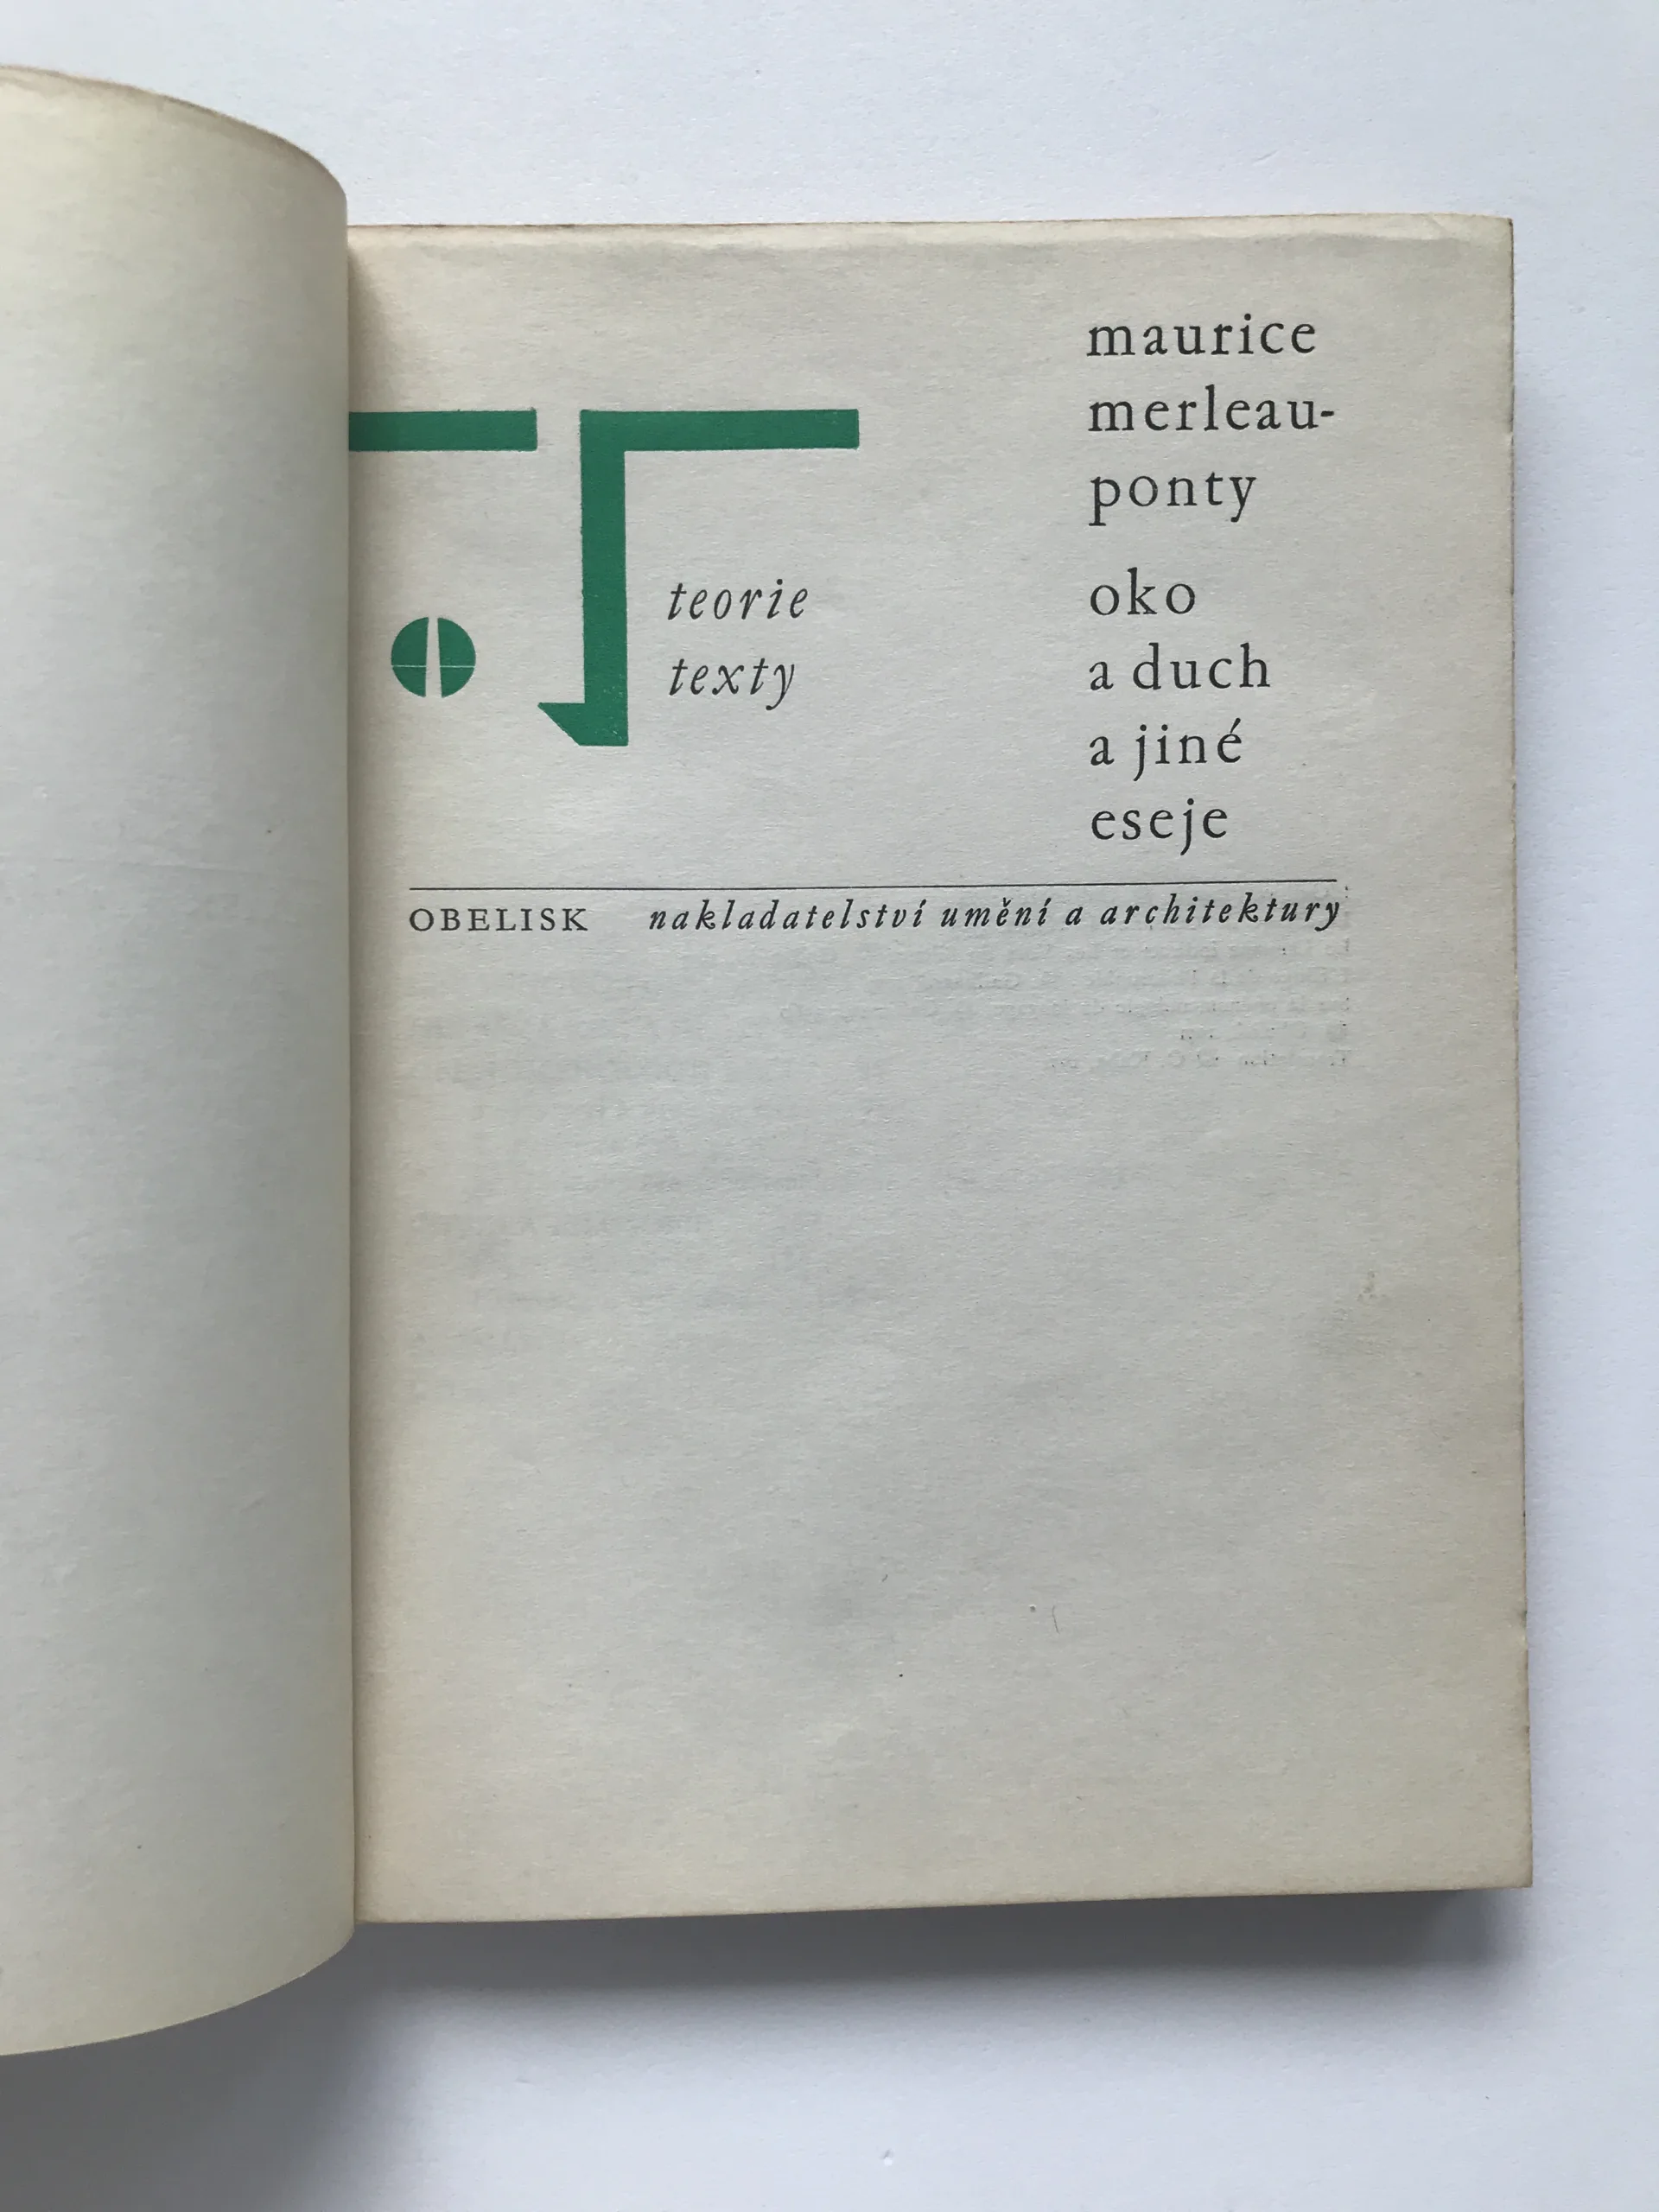 maurice
merleau-
ponty
teorie
texty
oko
a duch
a jiné
eseje
OBELISK nakladatelství umění a architektury